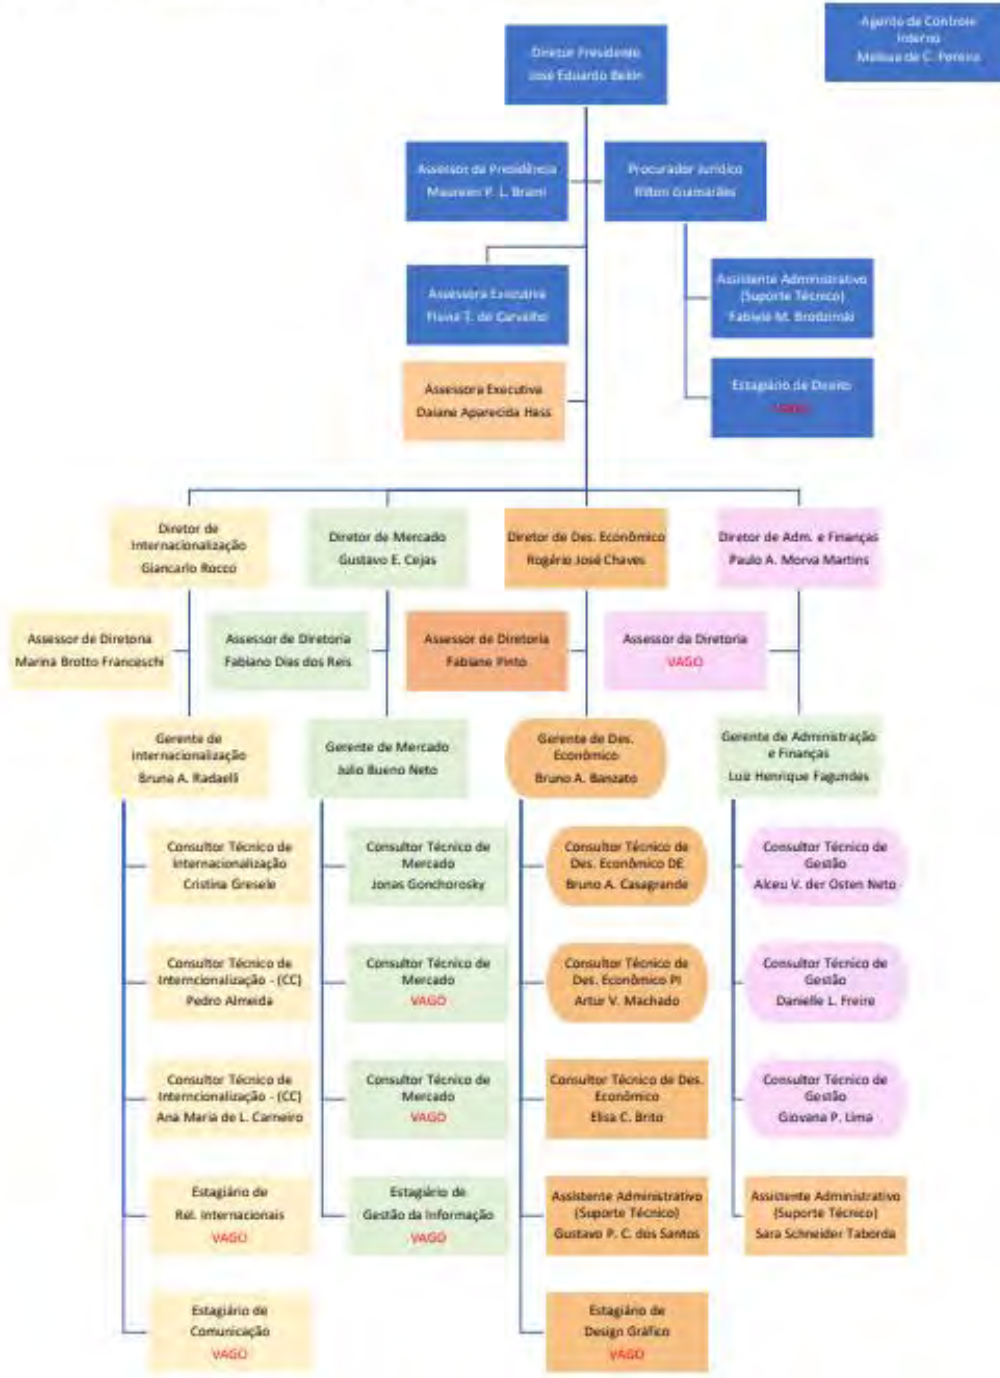 Agente de Controle
Interno
de C. Pereira
Diretor Presidente
José Eduardo Bekin
Assessor da Presidência
P. L. Brami
Procurador Jurídico
Guimarães
Assessora Executiva
T. de Carvalho
Assistente Administrativo
(Suporte Técnico)
M. Brodzinski
Assessora Executiva
Daiane Aparecida Hass
Estagiário de Direito
VAGO
Diretor de
Internacionalização
Giancarlo Rocco
Diretor de Mercado
Gustavo E. Cejas
Diretor de Des. Econômico
Rogério José Chaves
Diretor de Adm. e Finanças
Paulo A. Morva Martins
Assessor de Diretoria
Marina Brotto Franceschi
Assessor de Diretoria
Fabiano Dias dos Reis
Assessor de Diretoria
Fabiane Pinto
Assessor da Diretoria
VAGO
Gerente de
Internacionalização
Bruna A. Radaelli
Gerente de Mercado
Julio Bueno Neto
Gerente de Des.
Econômico
Bruno A. Banzato
Gerente de Administração
e Finanças
Luiz Henrique Fagundes
Consultor Técnico de
Internacionalização
Cristina Gresele
Consultor Técnico de
Mercado
Jonas Gonchorosky
Consultor Técnico de
Des. Econômico DE
Bruno A. Casagrande
Consultor Técnico de
Gestão
Alceu V. der Osten Neto
Consultor Técnico de
Interncionalização - (CC)
Pedro Almeida
Consultor Técnico de
Mercado
VAGO
Consultor Técnico de
Des. Econômico PI
Artur V. Machado
Consultor Técnico de
Gestão
Danielle L. Freire
Consultor Técnico de
Interncionalização - (CC)
Ana Maria de L. Carneiro
Consultor Técnico de
Mercado
VAGO
Consultor Técnico de Des.
Econômico
Elisa C. Brito
Consultor Técnico de
Gestão
Giovana P. Lima
Estagiário de
Rel. Internacionais
VAGO
Estagiário de
Gestão da Informação
VAGO
Assistente Administrativo
(Suporte Técnico)
Gustavo P. C. dos Santos
Assistente Administrativo
(Suporte Técnico)
Sara Schneider Taborda
Estagiário de
Comunicação
VAGO
Estagiário de
Design Gráfico
VAGO